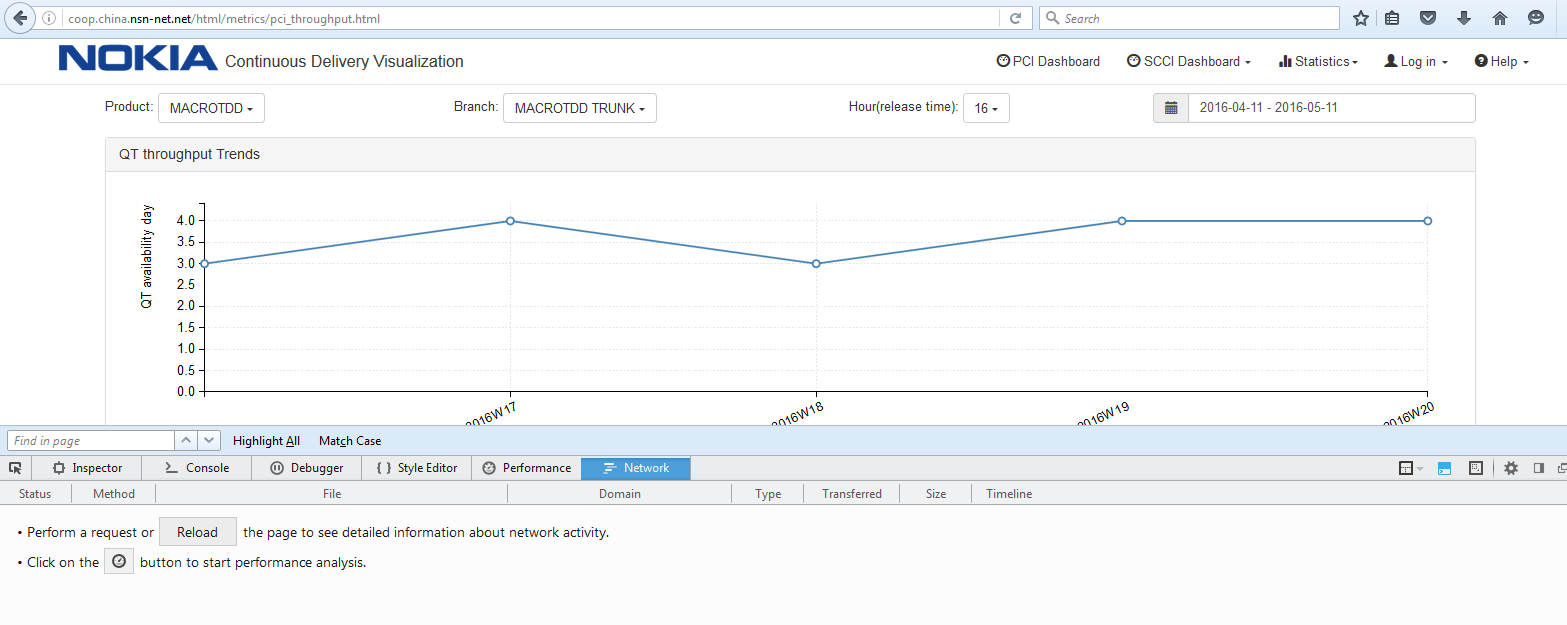 coop.china.nsn-net.net/html/metrics/pci_throughput.html
Search
NOKIA Continuous Delivery Visualization
PCI Dashboard SCCI Dashboard Statistics Log in Help
Product: MACROTDD Branch: MACROTDD TRUNK Hour(release time): 16 2016-04-11 - 2016-05-11
QT throughput Trends
QT availability day
4.0
3.5
3.0
2.5
2.0
1.5
1.0
0.5
0.0
2016W17 2016W18 2016W19 2016W20
Find in page Highlight All Match Case
Inspector Console Debugger Style Editor Performance Network
Status Method File Domain Type Transferred Size Timeline
• Perform a request or Reload the page to see detailed information about network activity.
• Click on the button to start performance analysis.